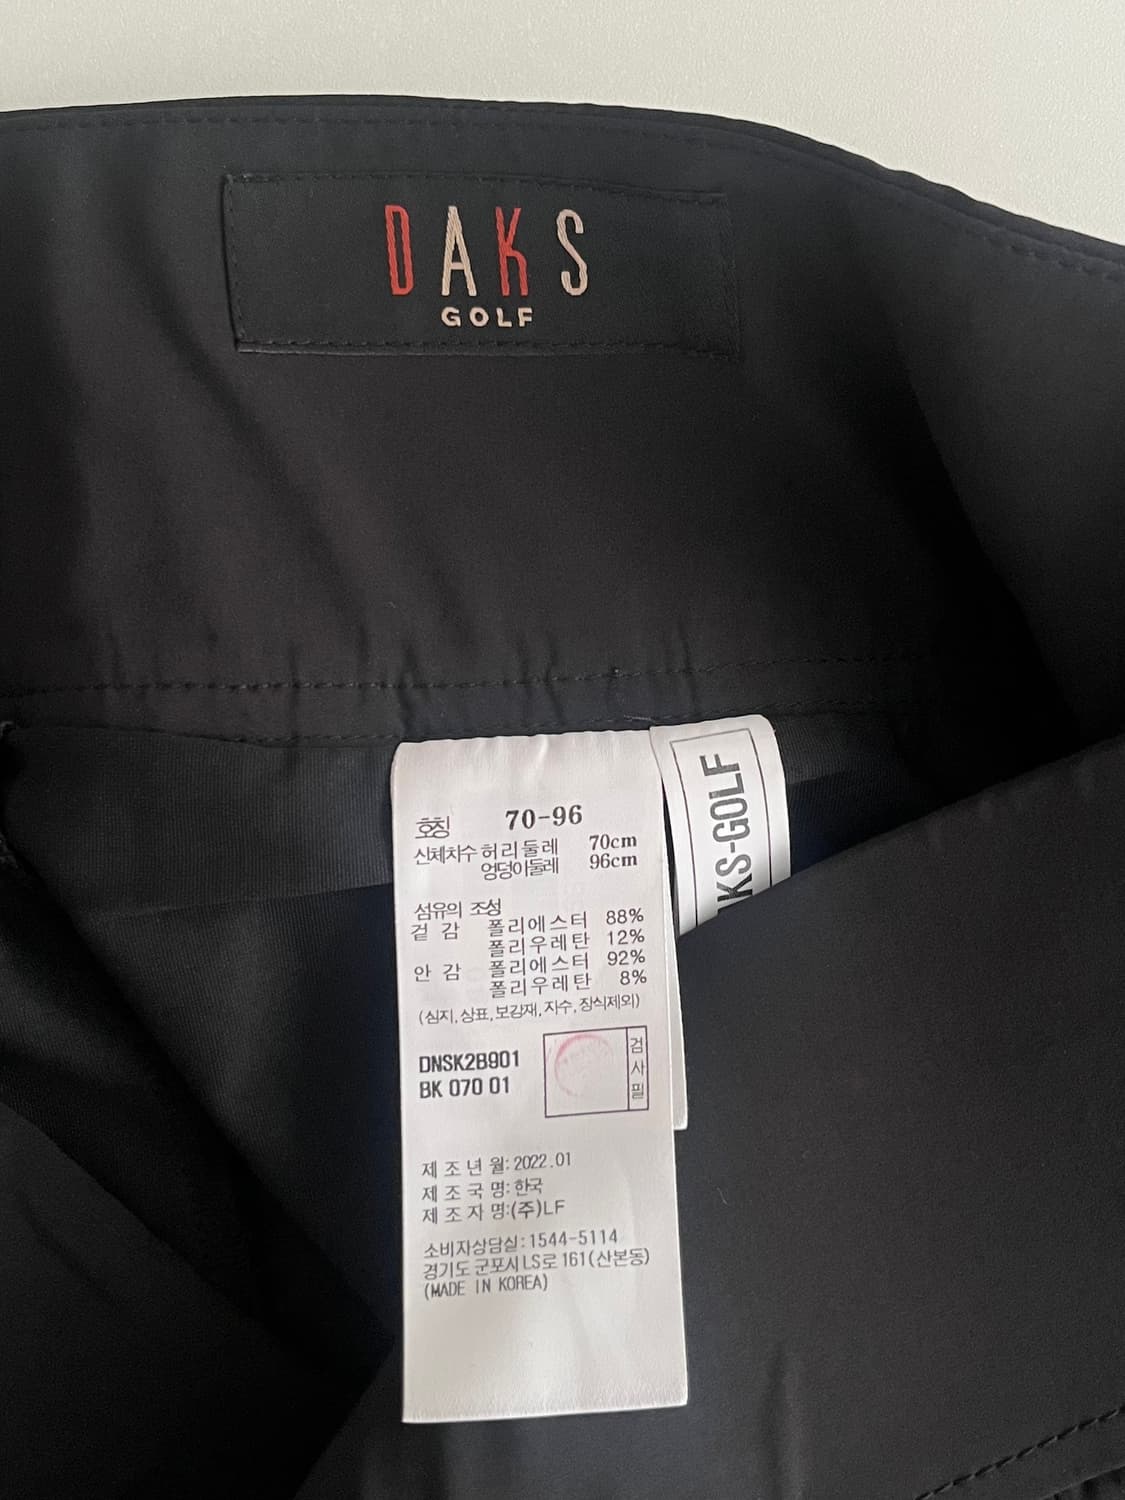 DAKS
GOLF
KS-GOLF
호칭 70-96
신체치수 허리둘레 70cm
엉덩이둘레 96cm
섬유의 조성
겉 감 폴리에스터 88%
폴리우레탄 12%
안 감 폴리에스터 92%
폴리우레탄 8%
(심지,상표,보강재,자수,장식제외)
DNSK2B901
BK 070 01
검사필
제조년월:2022.01
제조국명:한국
제조자명:(주)LF
소비자상담실:1544-5114
경기도 군포시 LS로 161(산본동)
(MADE IN KOREA)